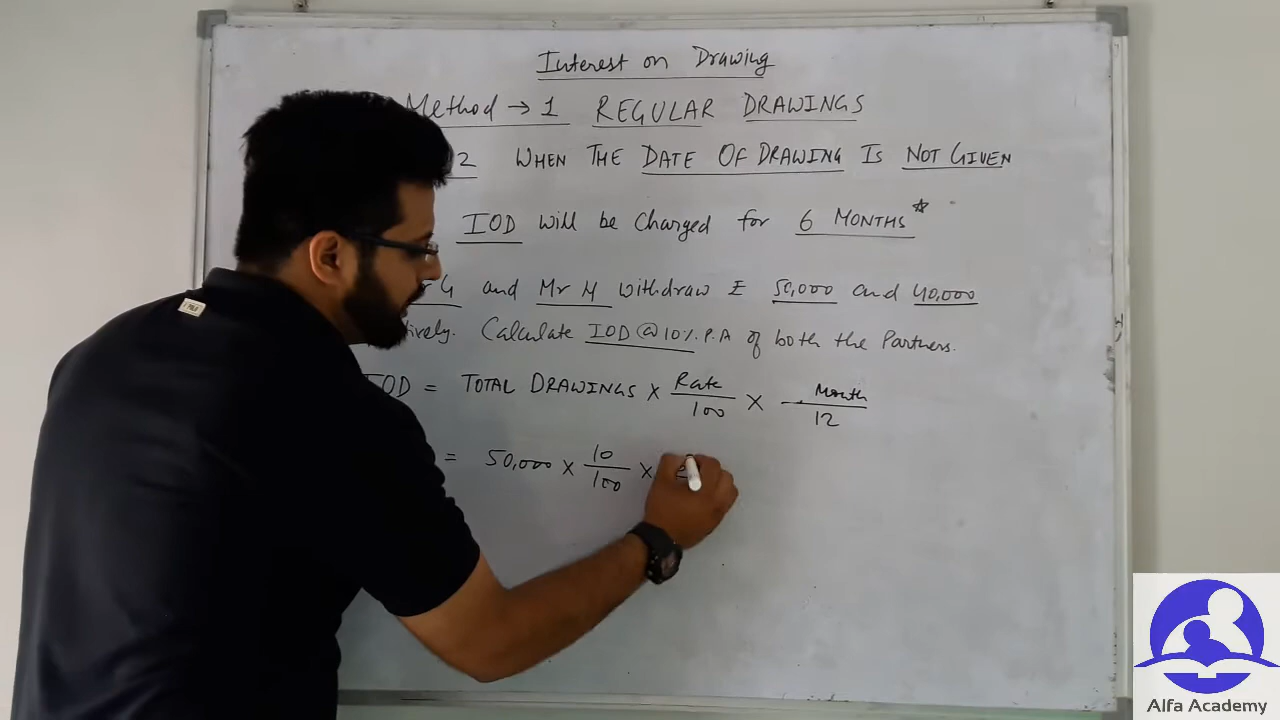 Interest on Drawing
Method → 1 REGULAR DRAWINGS
2 WHEN THE DATE OF DRAWING IS NOT GIVEN
IOD will be Charged for 6 MONTHS*
G and Mr M withdraw ₹ 50,000 and 40,000
tively. Calculate IOD @ 10%. P.A of both the Partners.
IOD = TOTAL DRAWINGS × Rate/100 × Month/12
= 50,000 × 10/100 ×
Alfa Academy